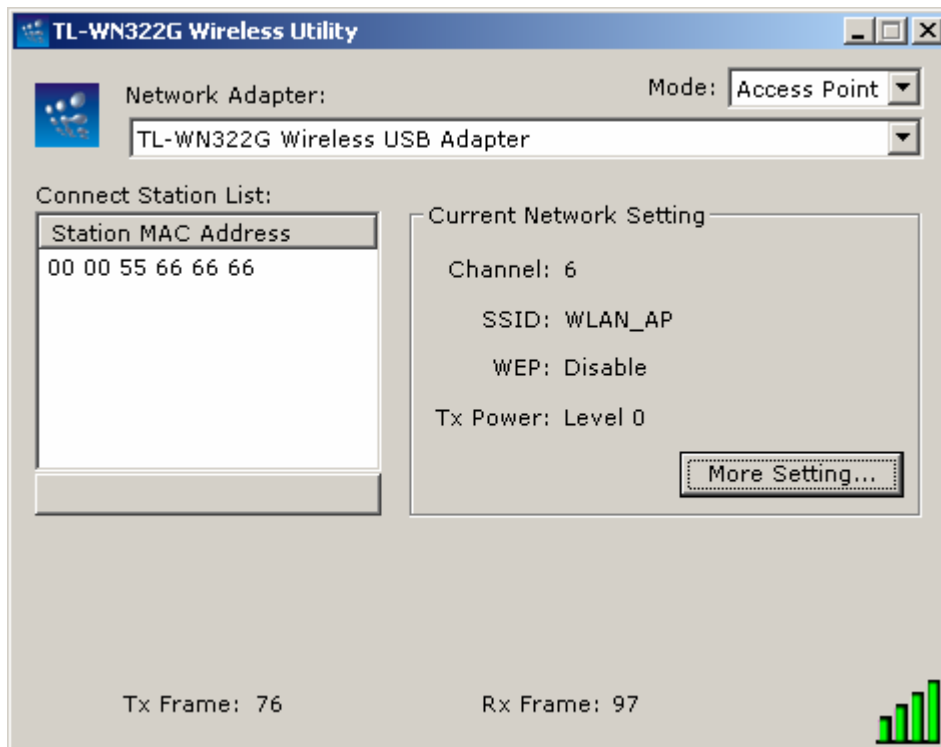 TL-WN322G Wireless Utility
Network Adapter:
Mode: Access Point
TL-WN322G Wireless USB Adapter
Connect Station List:
Station MAC Address
00 00 55 66 66 66
Current Network Setting
Channel: 6
SSID: WLAN_AP
WEP: Disable
Tx Power: Level 0
More Setting...
Tx Frame: 76
Rx Frame: 97